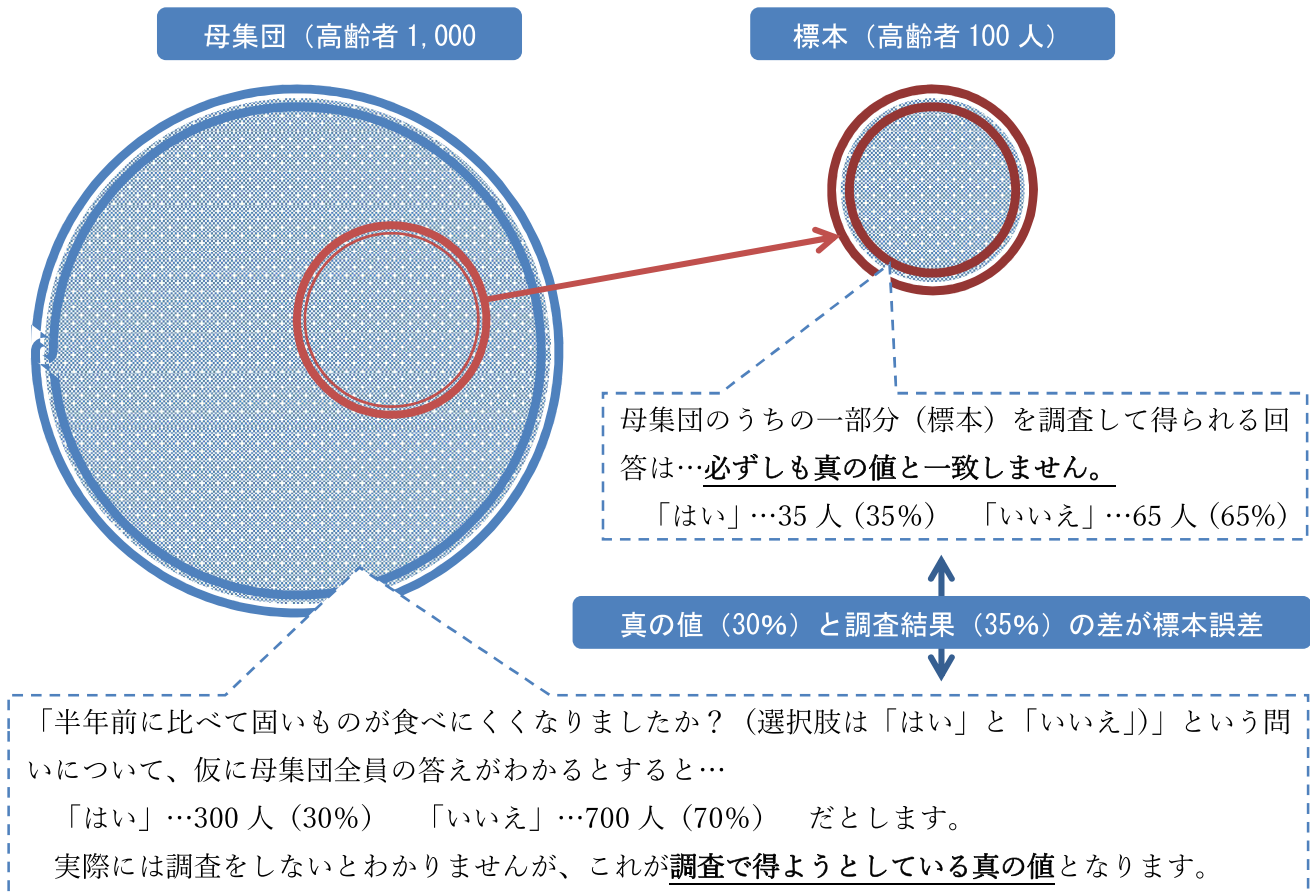 母集団（高齢者 1,000
標本（高齢者 100 人）
母集団のうちの一部分（標本）を調査して得られる回
答は…必ずしも真の値と一致しません。
「はい」…35 人（35%）　「いいえ」…65 人（65%）
真の値（30%）と調査結果（35%）の差が標本誤差
「半年前に比べて固いものが食べにくくなりましたか？（選択肢は「はい」と「いいえ」）」という問
いについて、仮に母集団全員の答えがわかるとすると…
「はい」…300 人（30%）　「いいえ」…700 人（70%）　だとします。
実際には調査をしないとわかりませんが、これが調査で得ようとしている真の値となります。